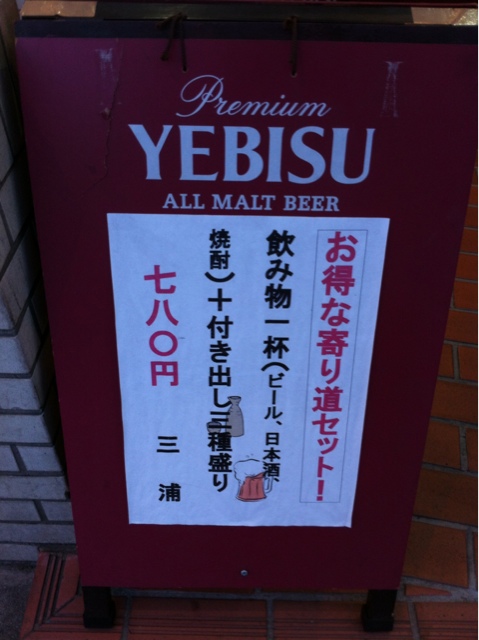 Premium
YEBISU
ALL MALT BEER
お得な寄り道セット!
飲み物一杯(ビール、日本酒、
焼酎)＋付き出し三種盛り
七八〇円
三浦